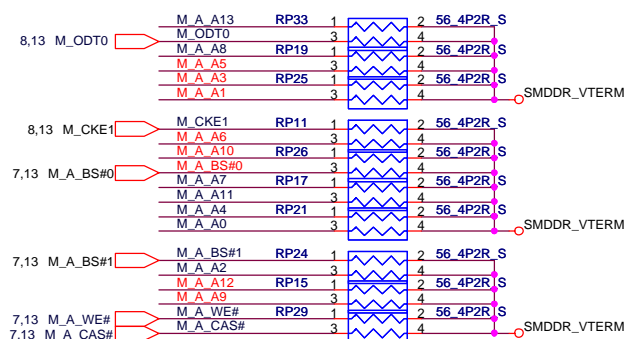 M_A_A13 RP33 1 2 56_4P2R_S
8,13 M_ODT0 M_ODT0 3 4
M_A_A8 RP19 1 2 56_4P2R_S
M_A_A5 3 4
M_A_A3 RP25 1 2 56_4P2R_S
M_A_A1 3 4 SMDDR_VTERM
8,13 M_CKE1 M_CKE1 RP11 1 2 56_4P2R_S
M_A_A6 3 4
M_A_A10 RP26 1 2 56_4P2R_S
7,13 M_A_BS#0 M_A_BS#0 3 4
M_A_A7 RP17 1 2 56_4P2R_S
M_A_A11 3 4
M_A_A4 RP21 1 2 56_4P2R_S
M_A_A0 3 4 SMDDR_VTERM
7,13 M_A_BS#1 M_A_BS#1 RP24 1 2 56_4P2R_S
M_A_A2 3 4
M_A_A12 RP15 1 2 56_4P2R_S
M_A_A9 3 4
7,13 M_A_WE# M_A_WE# RP29 1 2 56_4P2R_S
7,13 M_A_CAS# M_A_CAS# 3 4 SMDDR_VTERM